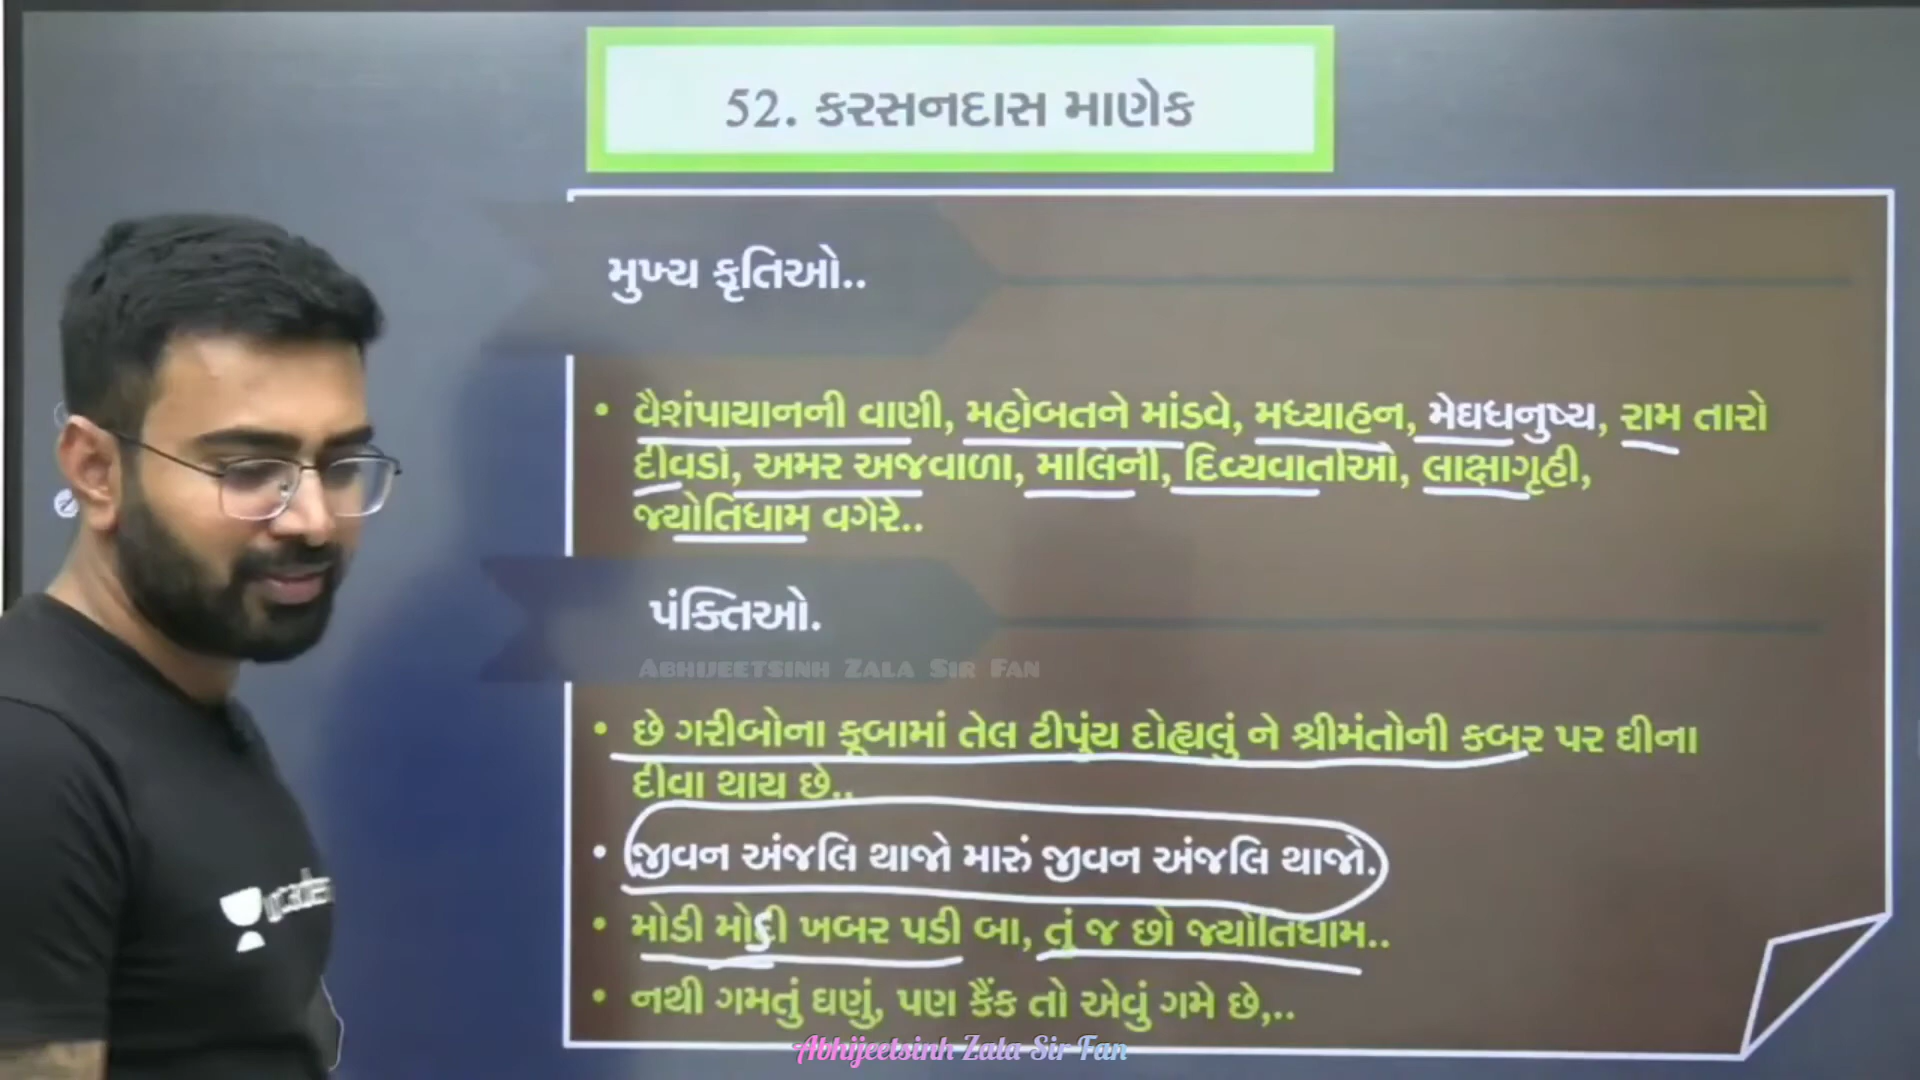 52. કરસનદાસ માણેક
મુખ્ય કૃતિઓ..
• વૈશંપાયાનની વાણી, મહોબતને માંડવે, મધ્યાહન, મેઘધનુષ્ય, રામ તારો
દીવડો, અમર અજવાળા, માલિની, દિવ્યવાર્તાઓ, લાક્ષાગૃહી,
જ્યોતિધામ વગેરે..
પંક્તિઓ.
Abhijeetsinh Zala Sir Fan
• છે ગરીબોના કૂબામાં તેલ ટીપુંય દોહ્યલું ને શ્રીમંતોની કબર પર ઘીના
દીવા થાય છે..
• જીવન અંજલિ થાજો મારું જીવન અંજલિ થાજો.
• મોડી મોડી ખબર પડી બા, તું જ છો જ્યોતિધામ..
• નથી ગમતું ઘણું, પણ કૈંક તો એવું ગમે છે,..
Abhijeetsinh Zala Sir Fan